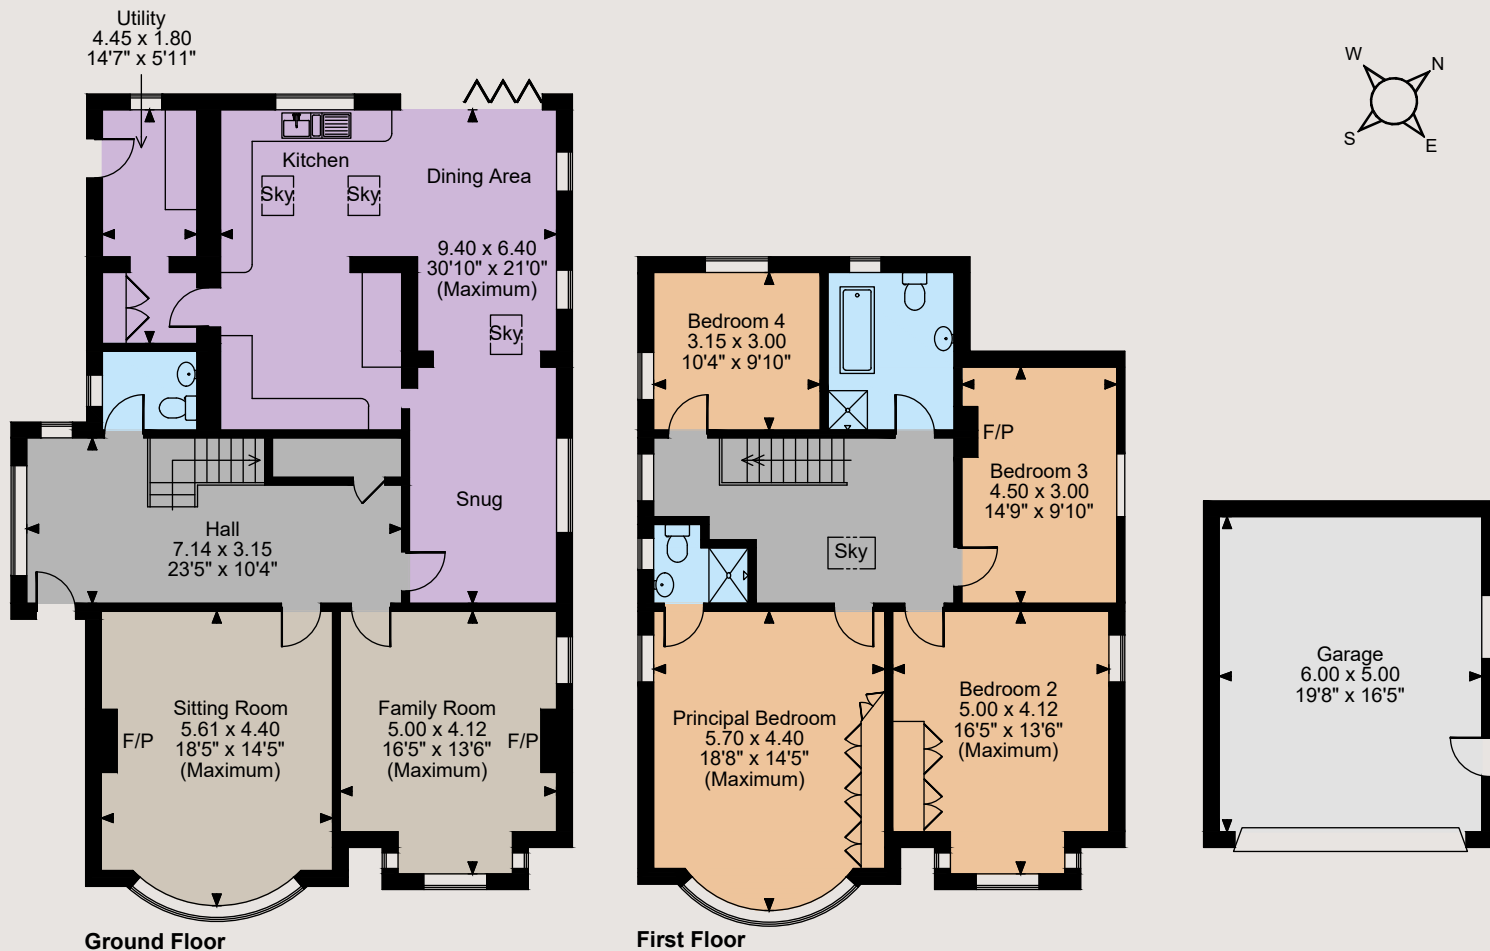 Utility
4.45 x 1.80
14'7" x 5'11"
Kitchen
Sky
Sky
Dining Area
9.40 x 6.40
30'10" x 21'0"
(Maximum)
Sky
Snug
Hall
7.14 x 3.15
23'5" x 10'4"
Sitting Room
5.61 x 4.40
18'5" x 14'5"
(Maximum)
F/P
Family Room
5.00 x 4.12
16'5" x 13'6"
(Maximum)
F/P
Ground Floor
Bedroom 4
3.15 x 3.00
10'4" x 9'10"
F/P
Bedroom 3
4.50 x 3.00
14'9" x 9'10"
Sky
Principal Bedroom
5.70 x 4.40
18'8" x 14'5"
(Maximum)
Bedroom 2
5.00 x 4.12
16'5" x 13'6"
(Maximum)
First Floor
W
N
S
E
Garage
6.00 x 5.00
19'8" x 16'5"